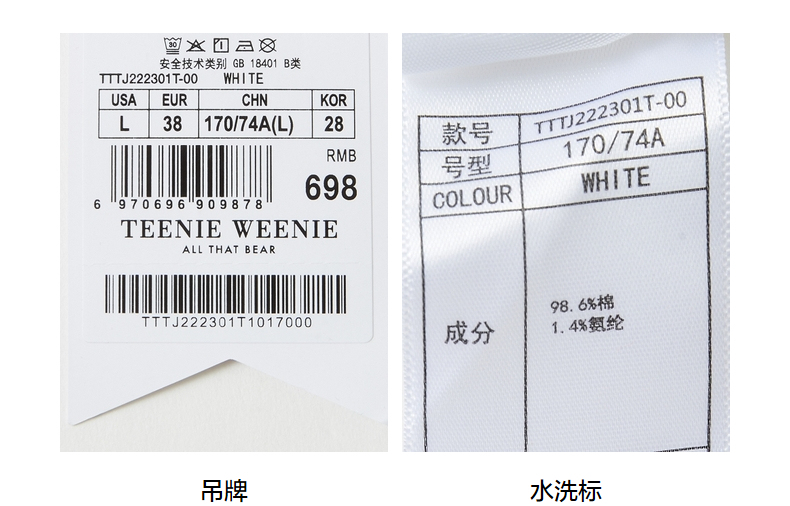 30
安全技术类别 GB 18401 B类
TTTJ222301T-00 WHITE
USA EUR CHN KOR
L 38 170/74A(L) 28
RMB
698
6 970696 909878
TEENIE WEENIE
ALL THAT BEAR
TTTJ222301T1017000
款号 TTTJ222301T-00
号型 170/74A
COLOUR WHITE
成分 98.6%棉
1.4%氨纶
吊牌
水洗标